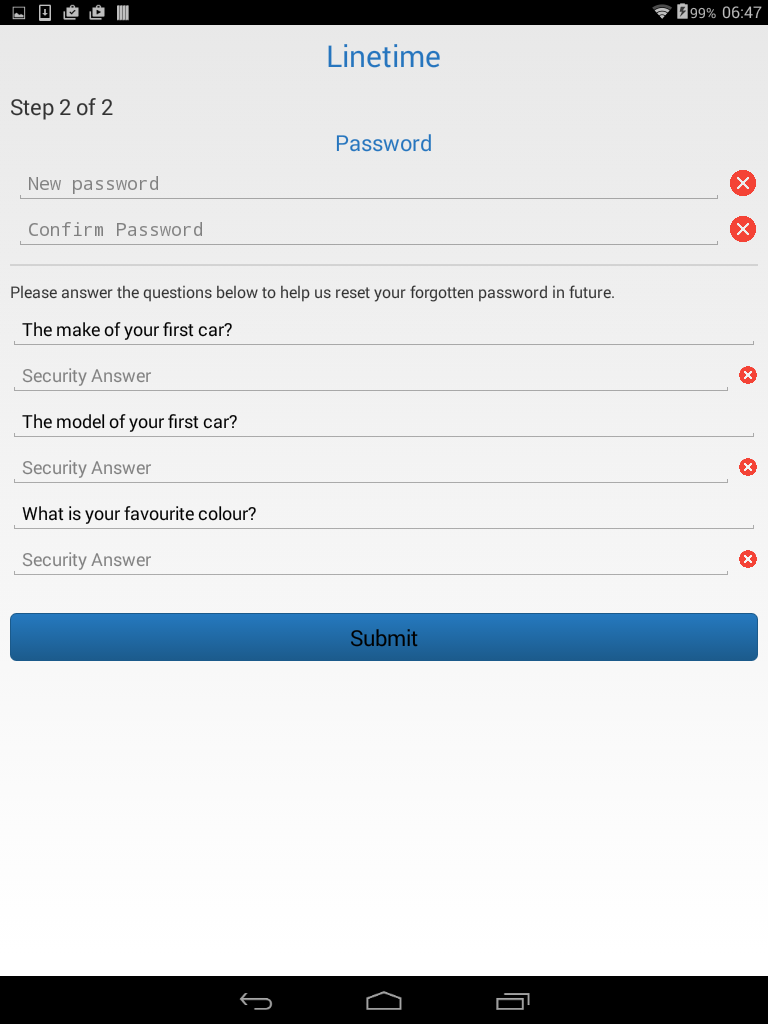 99% 06:47
Linetime
Step 2 of 2
Password
New password
Confirm Password
Please answer the questions below to help us reset your forgotten password in future.
The make of your first car?
Security Answer
The model of your first car?
Security Answer
What is your favourite colour?
Security Answer
Submit